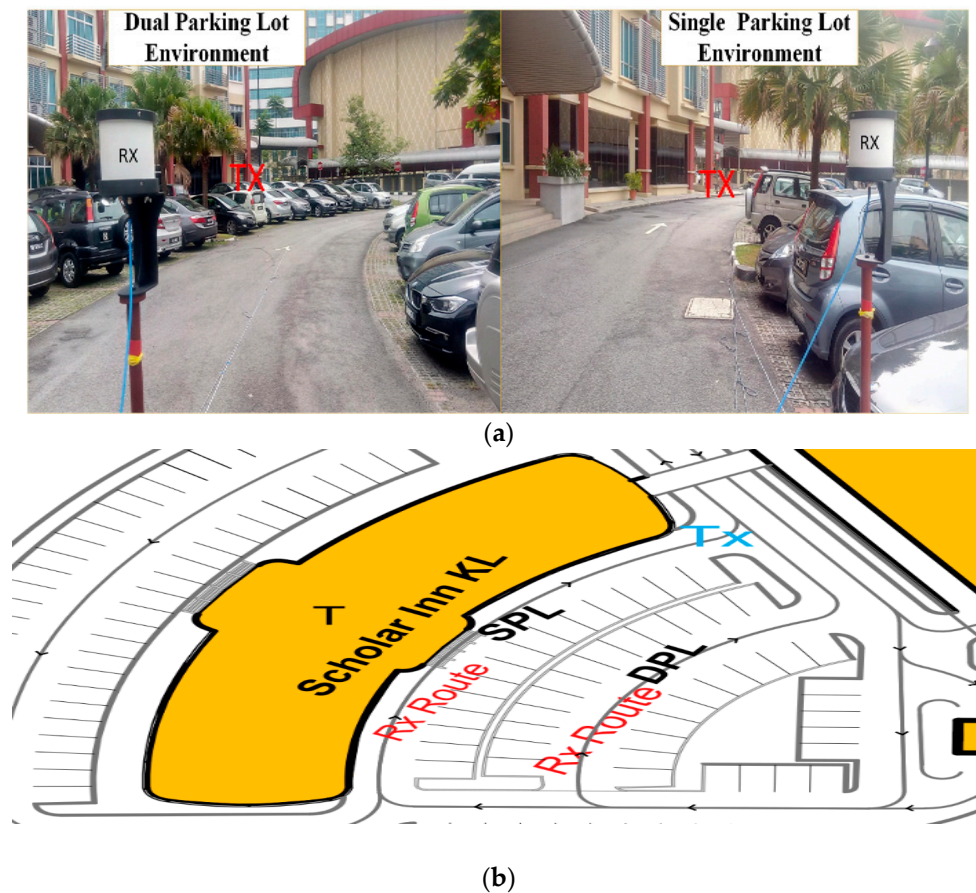 Dual Parking Lot
Environment
Single Parking Lot
Environment
RX
TX
TX
RX
(a)
Tx
T
Scholar Inn KL
SPL
DPL
Rx Route
Rx Route
(b)